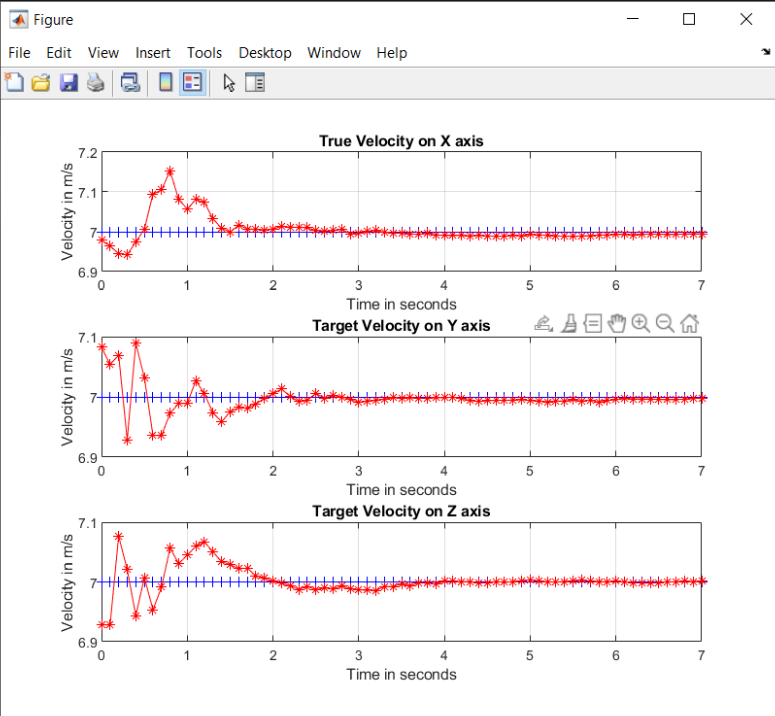 Figure
File Edit View Insert Tools Desktop Window Help
True Velocity on X axis
7.2
7.1
7
6.9
Velocity in m/s
0 1 2 3 4 5 6 7
Time in seconds
Target Velocity on Y axis
7.1
7
6.9
Velocity in m/s
0 1 2 3 4 5 6 7
Time in seconds
Target Velocity on Z axis
7.1
7
6.9
Velocity in m/s
0 1 2 3 4 5 6 7
Time in seconds